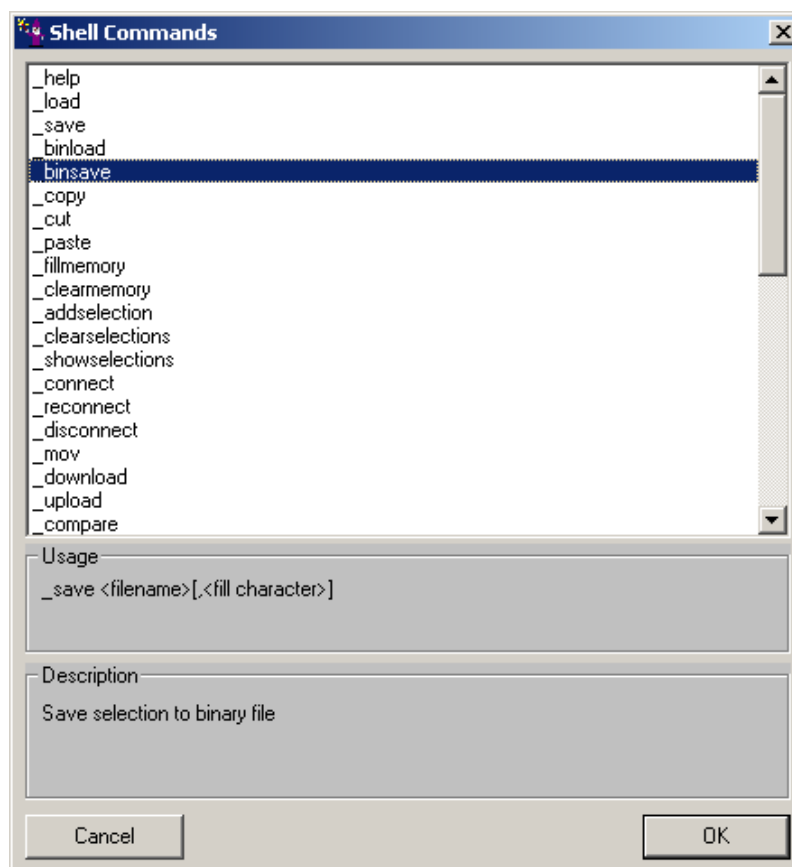 Shell Commands
_help
_load
_save
_binload
_binsave
_copy
_cut
_paste
_fillmemory
_clearmemory
_addselection
_clearselections
_showselections
_connect
_reconnect
_disconnect
_mov
_download
_upload
_compare
Usage
_save <filename>[,<fill character>]
Description
Save selection to binary file
Cancel OK